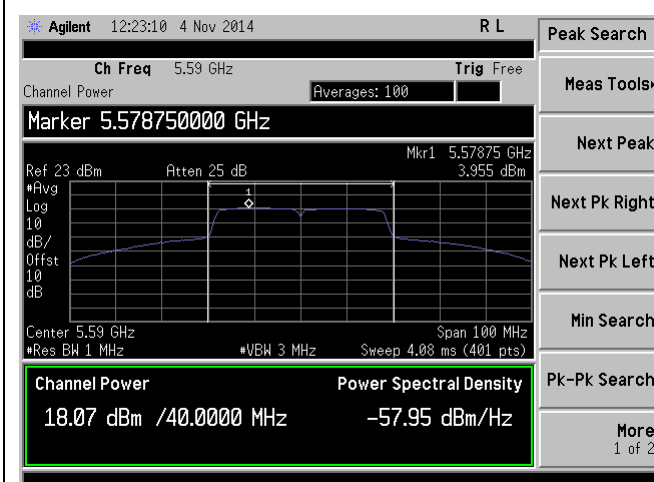 Agilent 12:23:10 4 Nov 2014 R L
Peak Search
Ch Freq 5.59 GHz Trig Free
Channel Power Averages: 100
Meas Tools
Marker 5.578750000 GHz
Mkr1 5.57875 GHz
Ref 23 dBm Atten 25 dB 3.955 dBm
Next Peak
#Avg
Log
10
dB/
Offst
10
dB
1
Next Pk Right
Next Pk Left
Center 5.59 GHz Span 100 MHz
#Res BW 1 MHz #VBW 3 MHz Sweep 4.08 ms (401 pts)
Min Search
Channel Power Power Spectral Density
18.07 dBm /40.0000 MHz -57.95 dBm/Hz
Pk-Pk Search
More
1 of 2